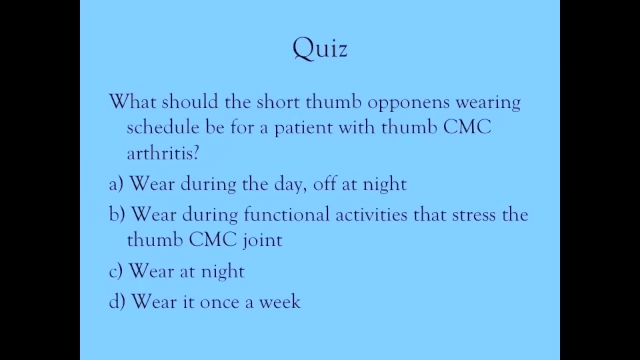 Quiz
What should the short thumb opponens wearing
schedule be for a patient with thumb CMC
arthritis?
a) Wear during the day, off at night
b) Wear during functional activities that stress the
thumb CMC joint
c) Wear at night
d) Wear it once a week